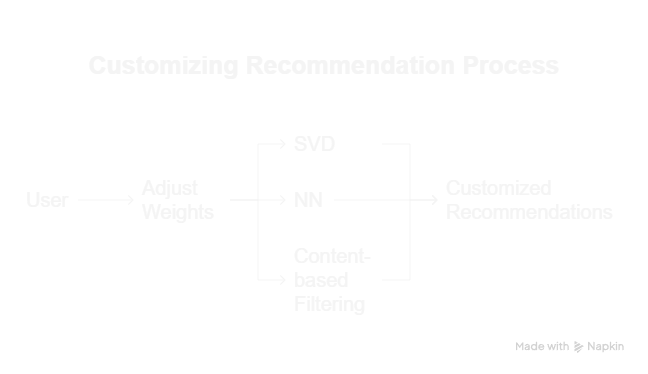 Customizing Recommendation Process
SVD
User
Adjust
Weights
NN
Customized
Recommendations
Content-
based
Filtering
Made with Napkin